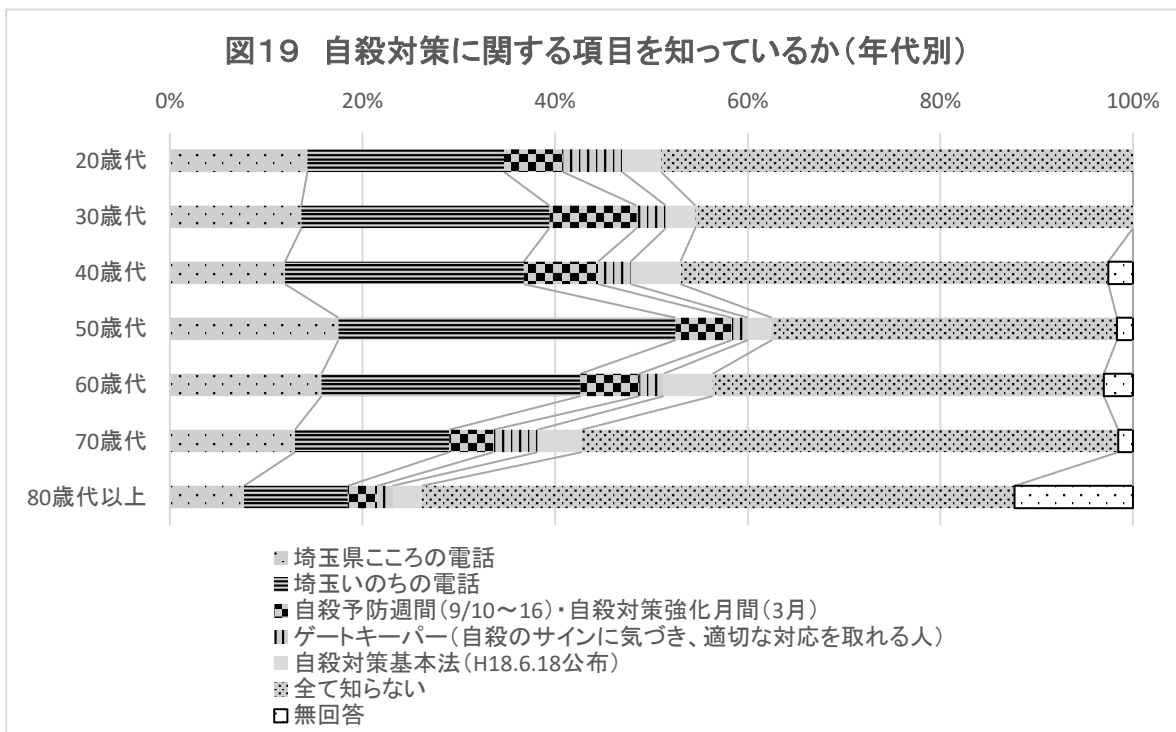 図19 自殺対策に関する項目を知っているか(年代別)
0% 20% 40% 60% 80% 100%
20歳代
30歳代
40歳代
50歳代
60歳代
70歳代
80歳代以上
埼玉県こころの電話
埼玉いのちの電話
自殺予防週間(9/10～16)・自殺対策強化月間(3月)
ゲートキーパー(自殺のサインに気づき、適切な対応を取れる人)
自殺対策基本法(H18.6.18公布)
全て知らない
無回答